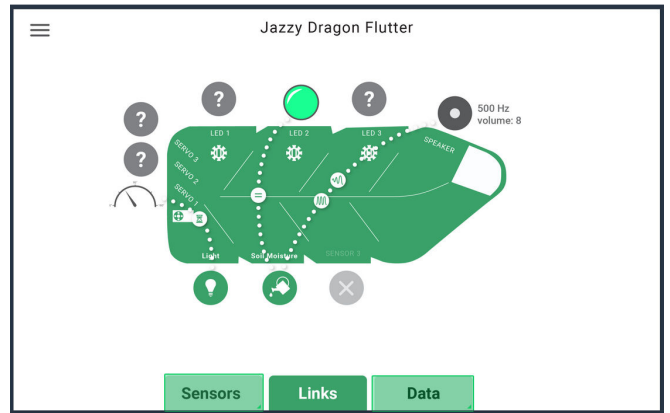 Jazzy Dragon Flutter
?
?
500 Hz
volume: 8
?
?
LED 1
LED 2
LED 3
SPEAKER
SERVO 3
SERVO 2
SERVO 1
=
Light
Soil Moisture
SENSOR 3
Sensors
Links
Data